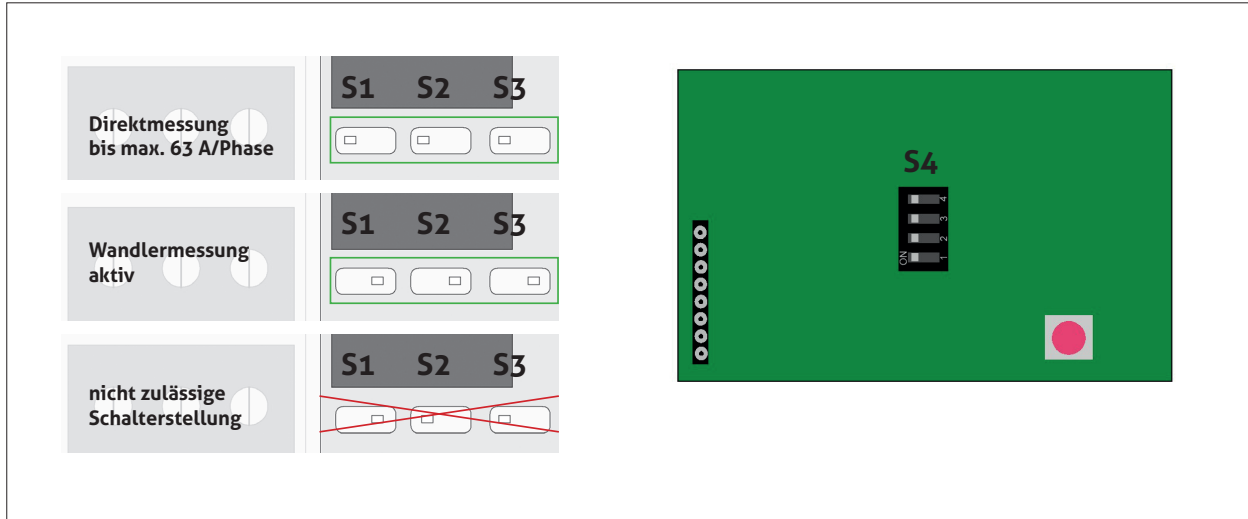 S1 S2 S3
Direktmessung
bis max. 63 A/Phase
S1 S2 S3
Wandlermessung
aktiv
S1 S2 S3
nicht zulässige
Schalterstellung
S4
4
3
2
ON 1